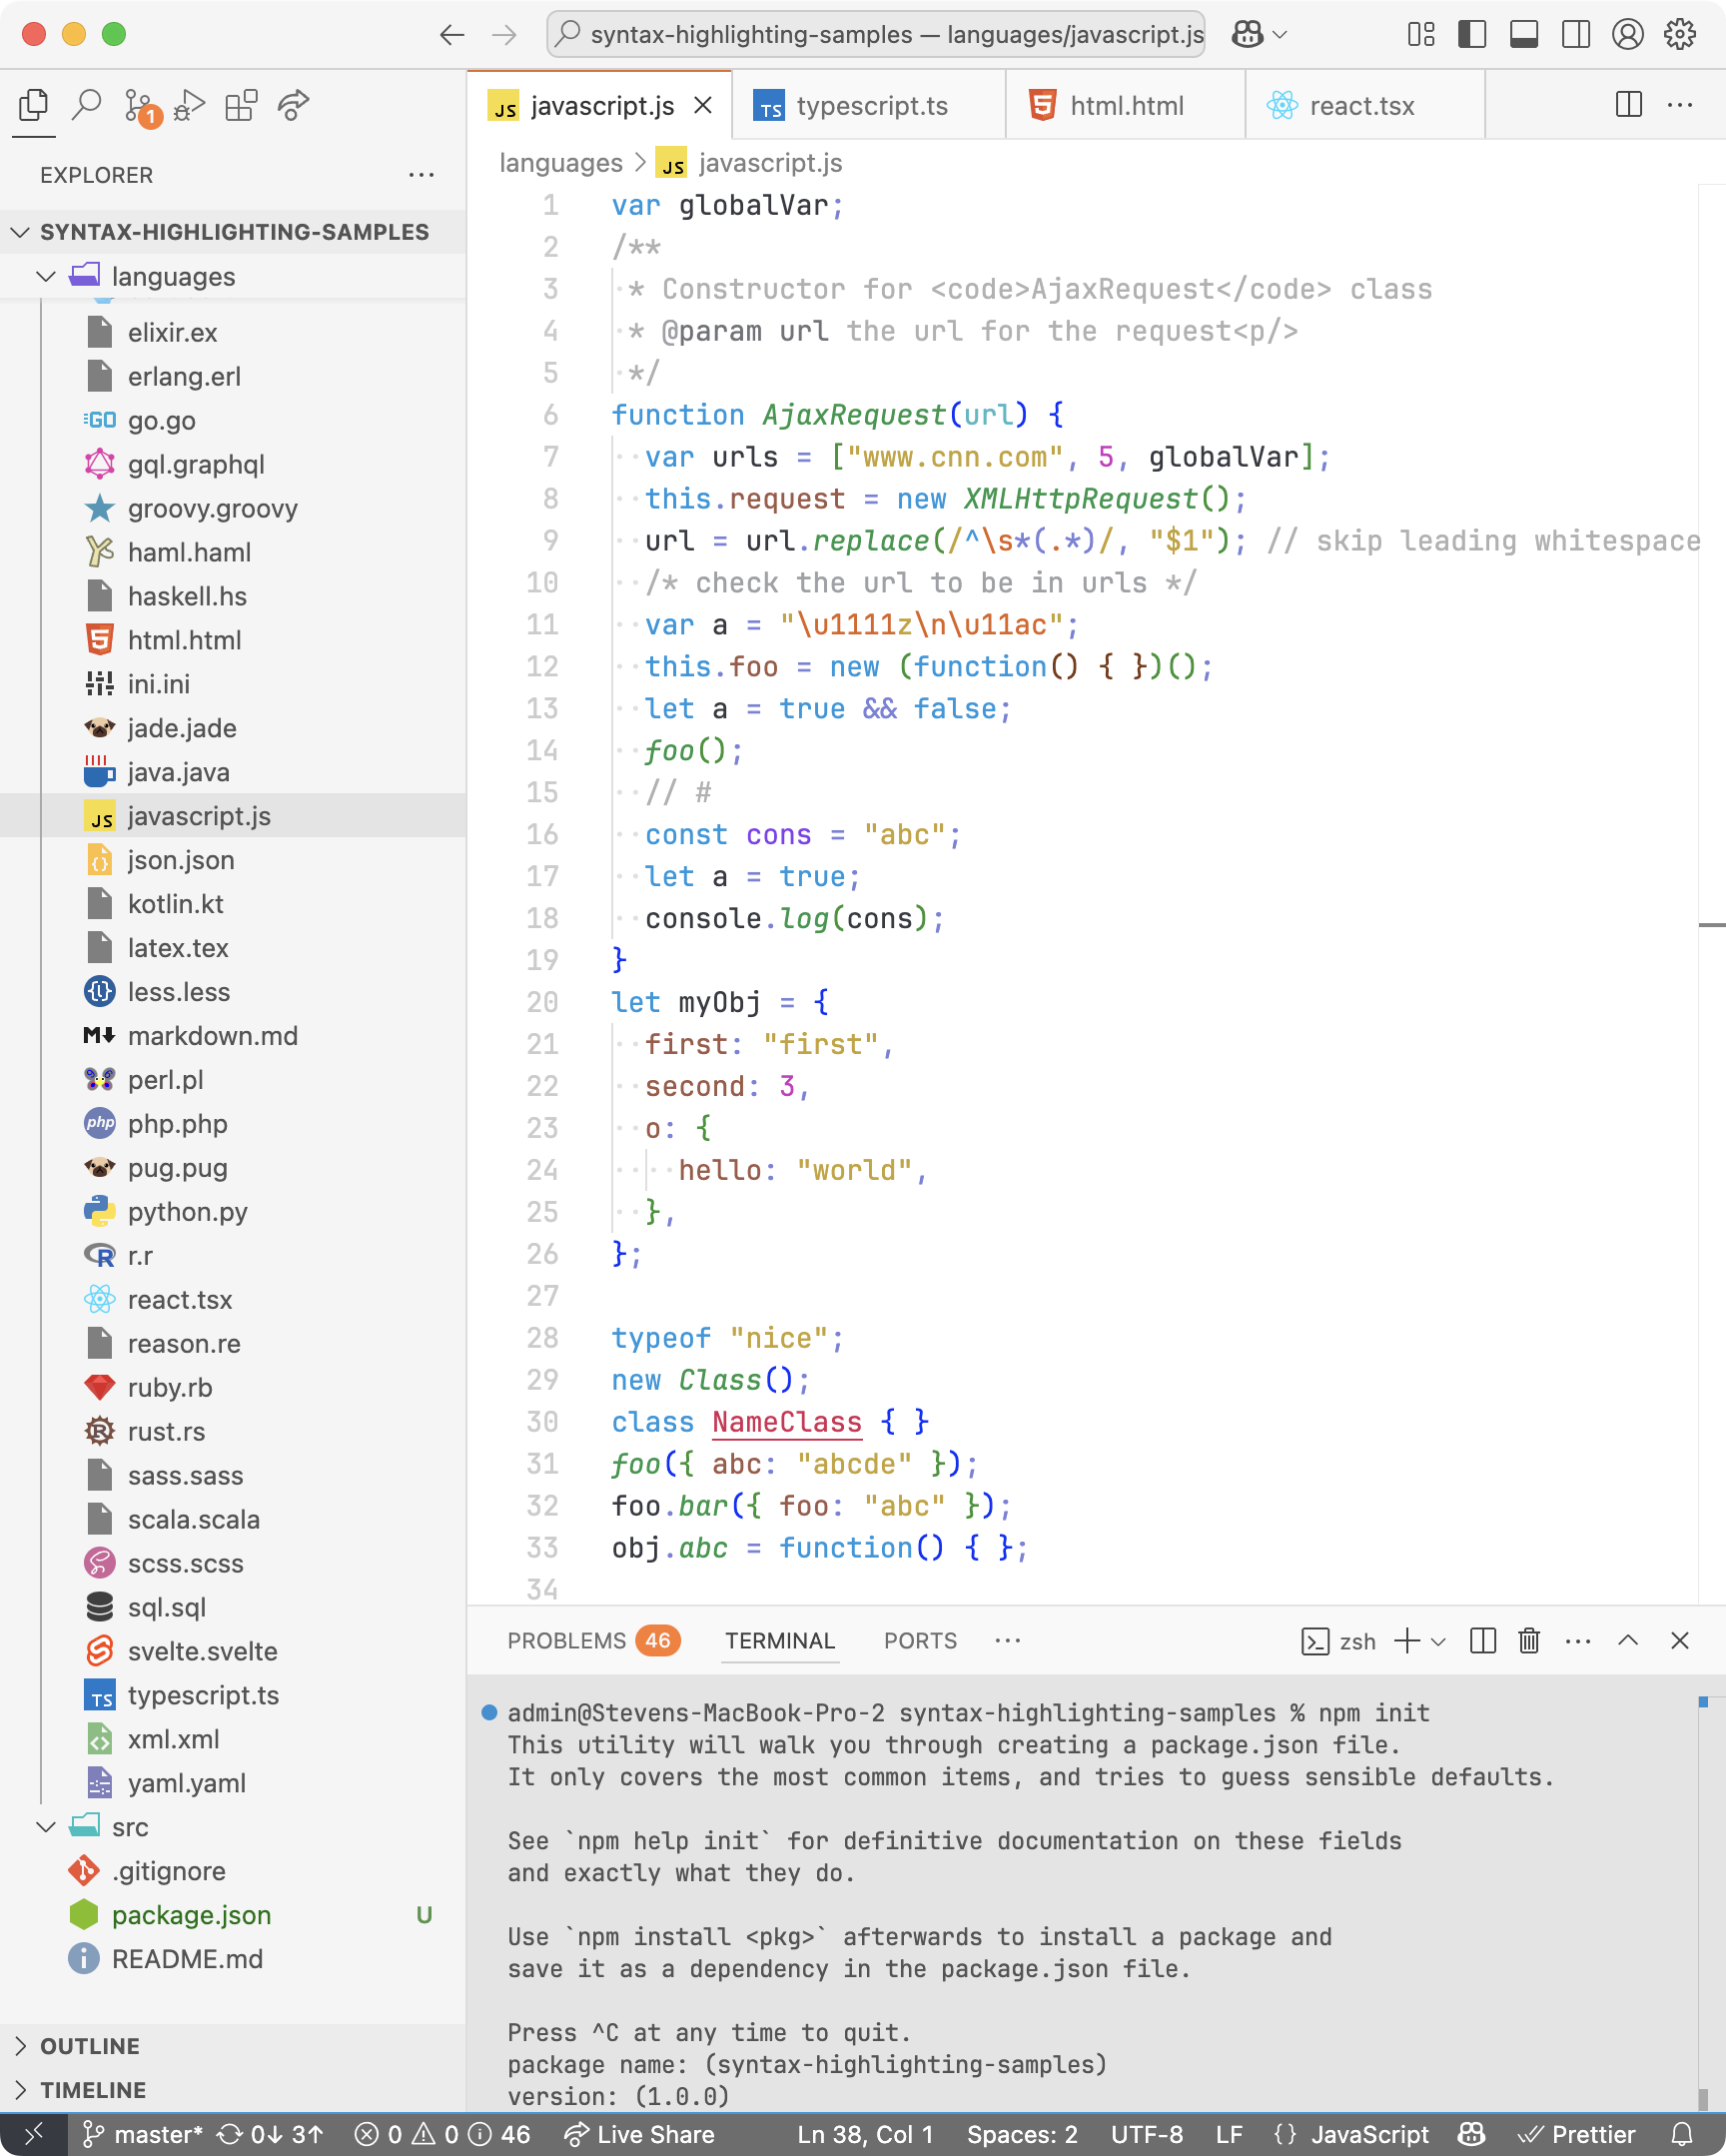 syntax-highlighting-samples — languages/javascript.js
1
EXPLORER
SYNTAX-HIGHLIGHTING-SAMPLES
languages
elixir.ex
erlang.erl
GO go.go
gql.graphql
groovy.groovy
haml.haml
haskell.hs
5 html.html
ini.ini
jade.jade
java.java
JS javascript.js
{} json.json
kotlin.kt
latex.tex
{l} less.less
M markdown.md
perl.pl
php php.php
pug.pug
python.py
R r.r
react.tsx
reason.re
ruby.rb
R rust.rs
sass.sass
scala.scala
scss.scss
sql.sql
svelte.svelte
TS typescript.ts
<> xml.xml
yaml.yaml
src
.gitignore
package.json U
i README.md
OUTLINE
TIMELINE
JS javascript.js
TS typescript.ts
5 html.html
react.tsx
languages > JS javascript.js
1 var globalVar;
2 /**
3 * Constructor for <code>AjaxRequest</code> class
4 * @param url the url for the request<p/>
5 */
6 function AjaxRequest(url) {
7 var urls = ["www.cnn.com", 5, globalVar];
8 this.request = new XMLHttpRequest();
9 url = url.replace(/^\s*(.*)/, "$1"); // skip leading whitespace
10 /* check the url to be in urls */
11 var a = "\u1111z\n\u11ac";
12 this.foo = new (function() { })();
13 let a = true && false;
14 foo();
15 // #
16 const cons = "abc";
17 let a = true;
18 console.log(cons);
19 }
20 let myObj = {
21 first: "first",
22 second: 3,
23 o: {
24 hello: "world",
25 },
26 };
27
28 typeof "nice";
29 new Class();
30 class NameClass { }
31 foo({ abc: "abcde" });
32 foo.bar({ foo: "abc" });
33 obj.abc = function() { };
34
PROBLEMS 46 TERMINAL PORTS
zsh
admin@Stevens-MacBook-Pro-2 syntax-highlighting-samples % npm init
This utility will walk you through creating a package.json file.
It only covers the most common items, and tries to guess sensible defaults.
See `npm help init` for definitive documentation on these fields
and exactly what they do.
Use `npm install <pkg>` afterwards to install a package and
save it as a dependency in the package.json file.
Press ^C at any time to quit.
package name: (syntax-highlighting-samples)
version: (1.0.0)
master* 0↓ 3↑ 0 0 46 Live Share Ln 38, Col 1 Spaces: 2 UTF-8 LF {} JavaScript Prettier